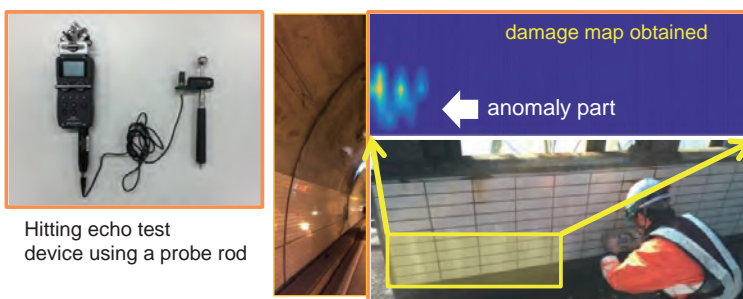 damage map obtained
anomaly part
Hitting echo test
device using a probe rod